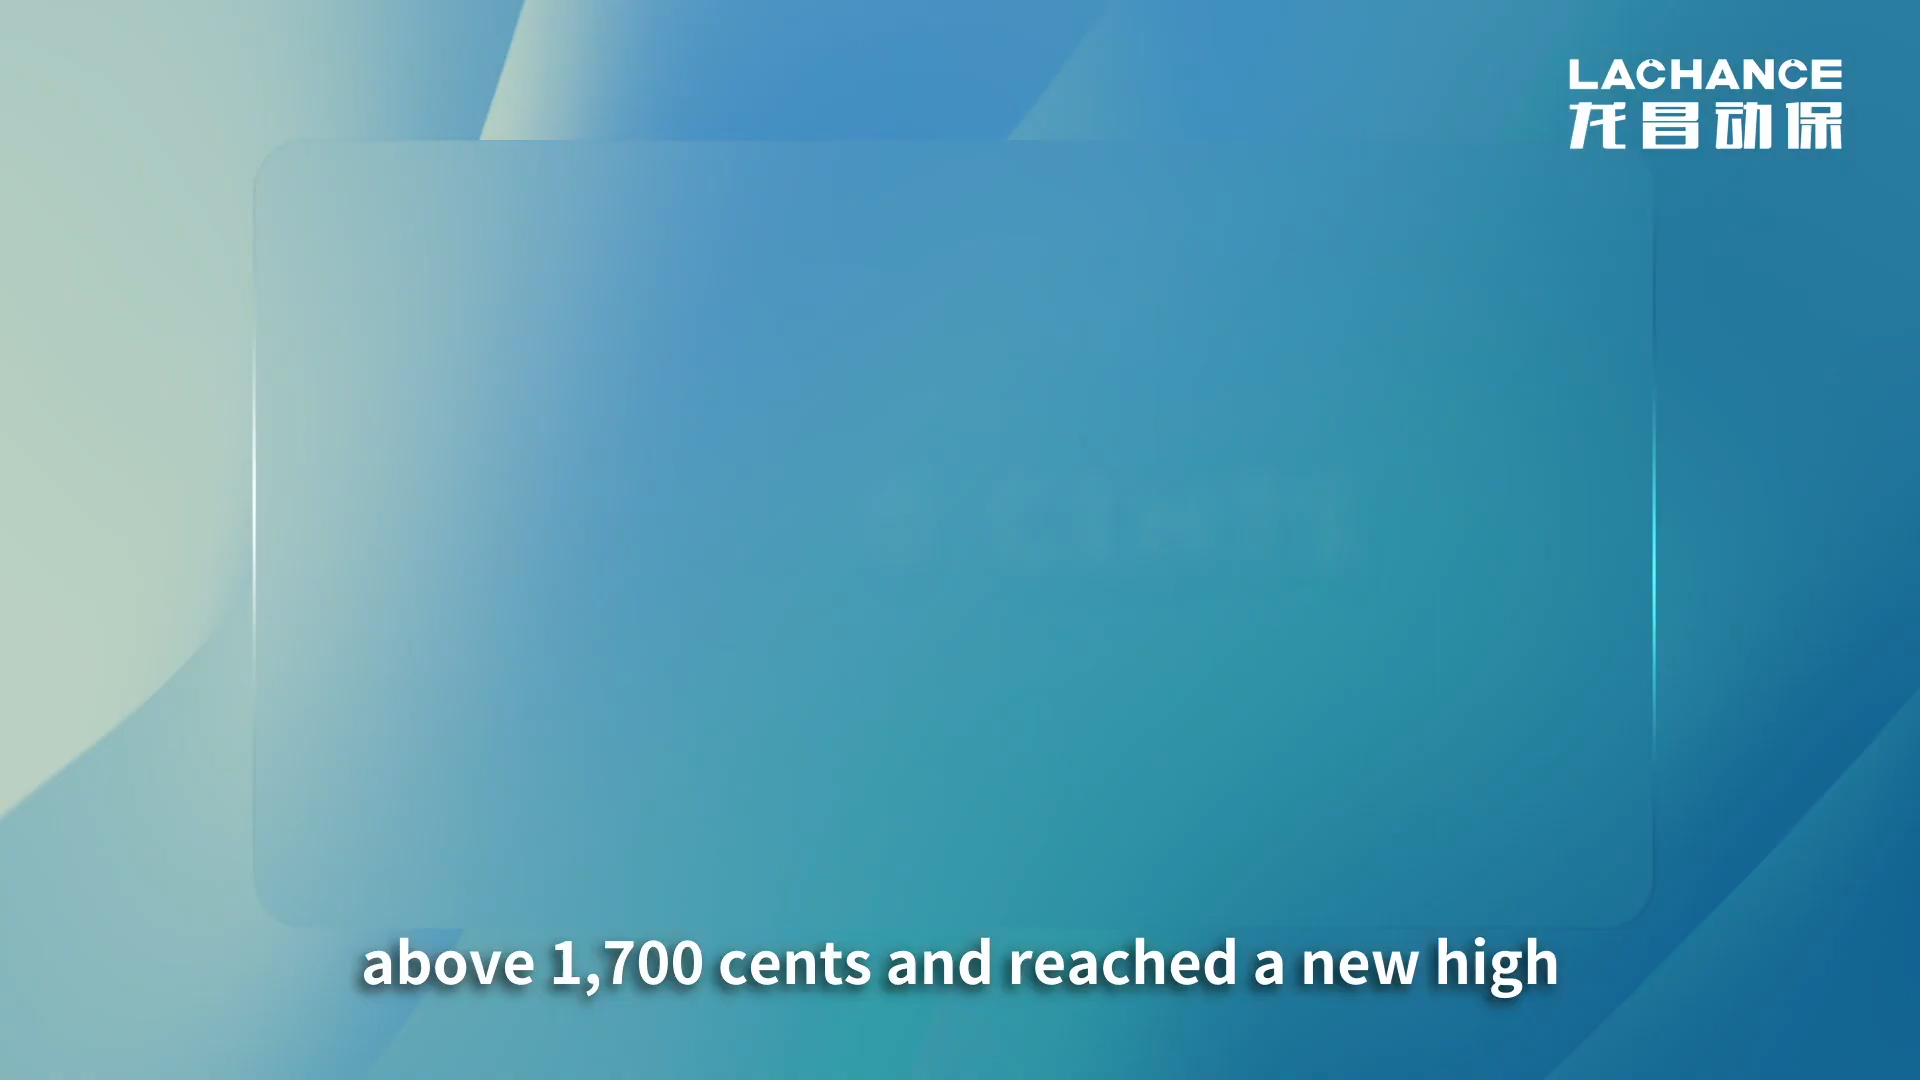 LACHANCE
龙昌动保
above 1,700 cents and reached a new high